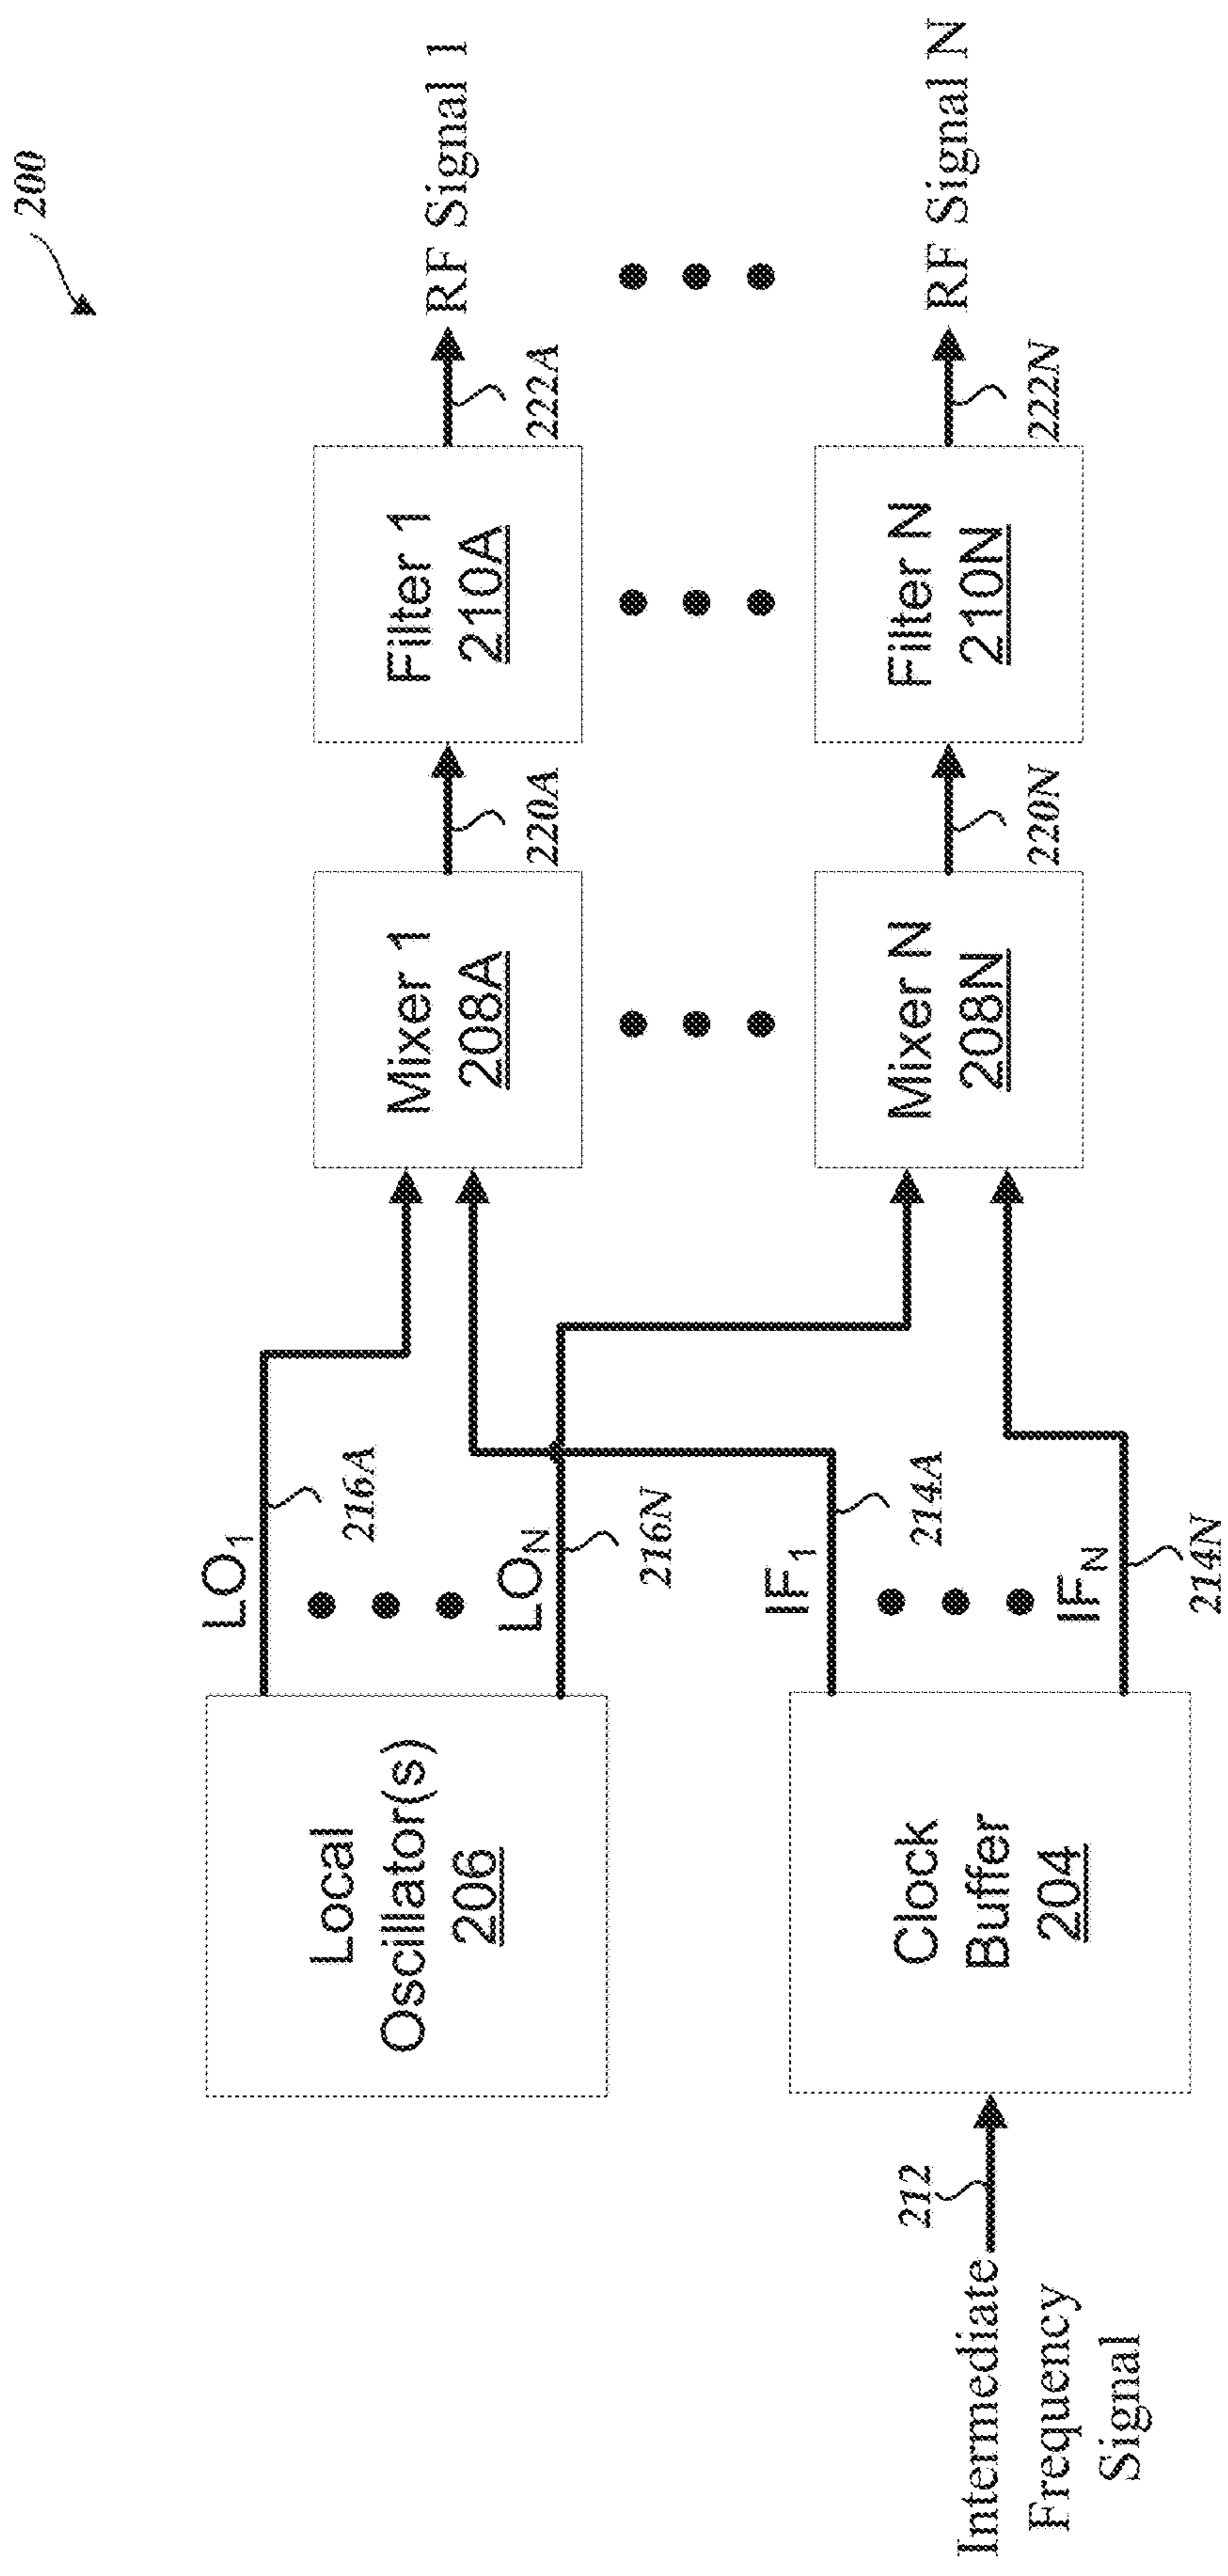 200
Local
Oscillator(s)
206
LO1
216A
LON
216N
Mixer 1
208A
220A
Filter 1
210A
222A
RF Signal 1
Intermediate
Frequency
Signal
212
Clock
Buffer
204
IF1
214A
IFN
214N
Mixer N
208N
220N
Filter N
210N
222N
RF Signal N